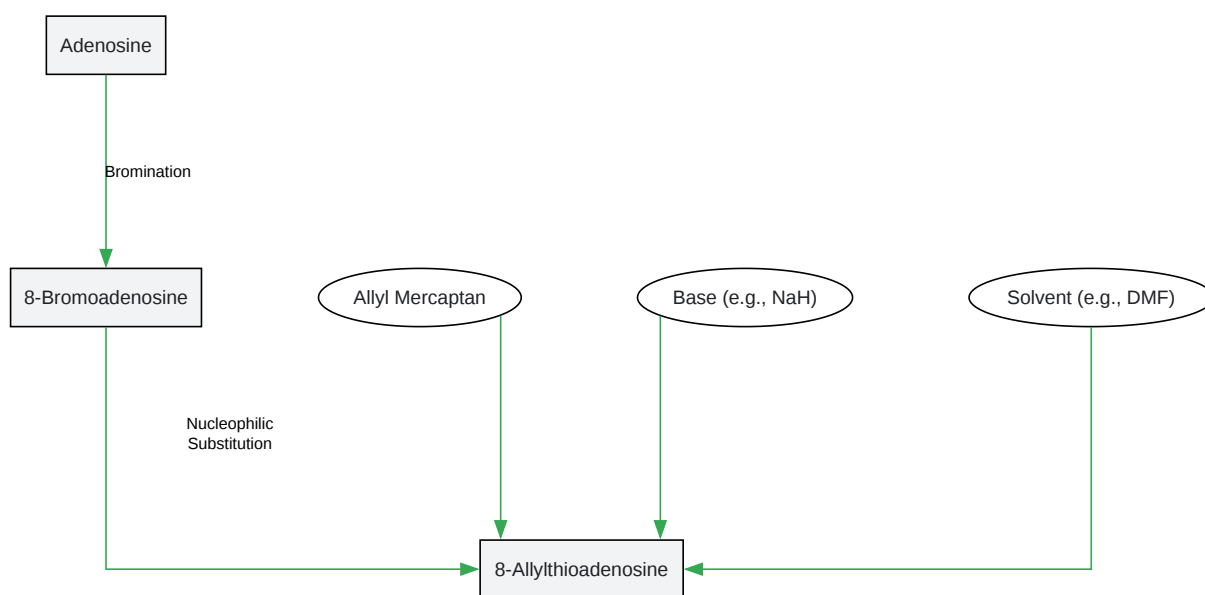 Adenosine
Bromination
8-Bromoadenosine
Allyl Mercaptan
Base (e.g., NaH)
Solvent (e.g., DMF)
Nucleophilic
Substitution
8-Allylthioadenosine